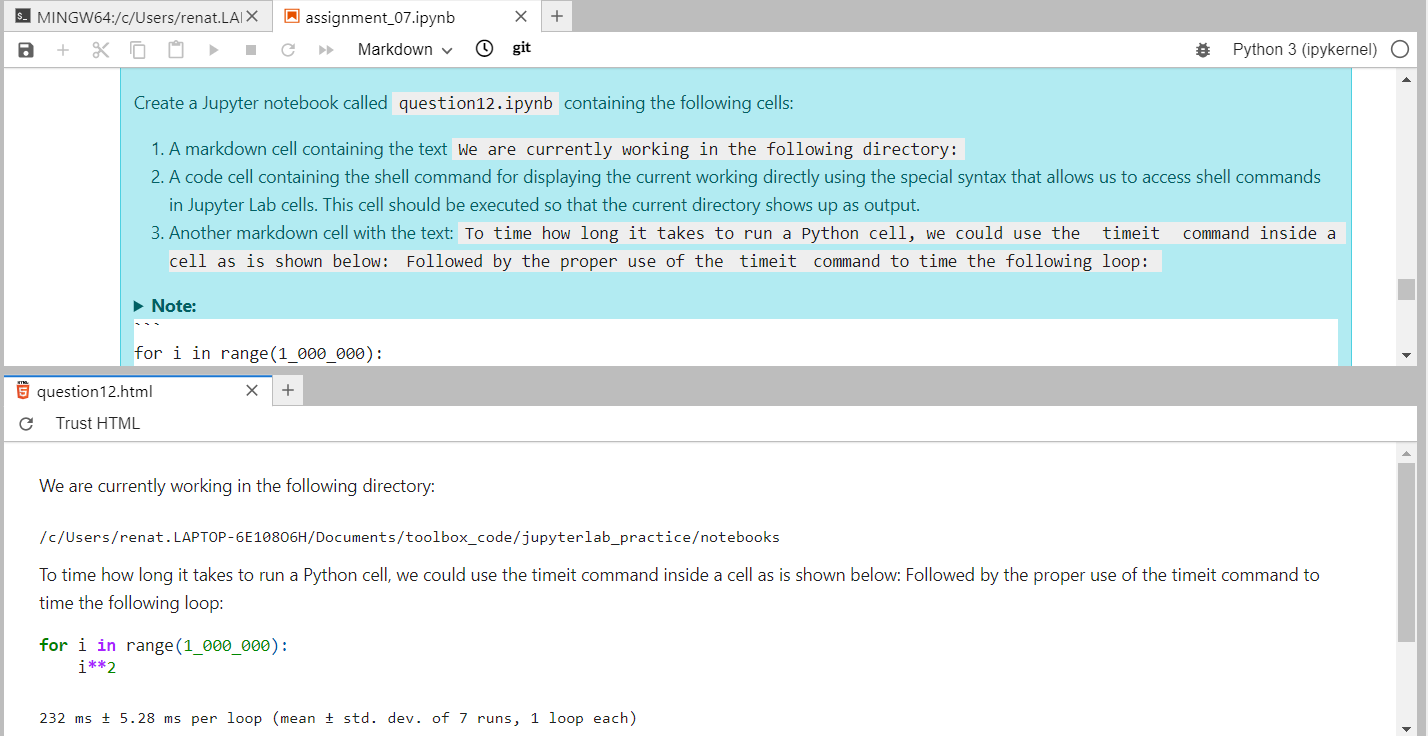 MINGW64:/c/Users/renat.LA
assignment_07.ipynb
Markdown
git
Python 3 (ipykernel)
Create a Jupyter notebook called question12.ipynb containing the following cells:
1. A markdown cell containing the text We are currently working in the following directory:
2. A code cell containing the shell command for displaying the current working directly using the special syntax that allows us to access shell commands
in Jupyter Lab cells. This cell should be executed so that the current directory shows up as output.
3. Another markdown cell with the text: To time how long it takes to run a Python cell, we could use the timeit command inside a
cell as is shown below: Followed by the proper use of the timeit command to time the following loop:
Note:
```
for i in range(1_000_000):
question12.html
Trust HTML
We are currently working in the following directory:
/c/Users/renat.LAPTOP-6E108O6H/Documents/toolbox_code/jupyterlab_practice/notebooks
To time how long it takes to run a Python cell, we could use the timeit command inside a cell as is shown below: Followed by the proper use of the timeit command to
time the following loop:
for i in range(1_000_000):
i**2
232 ms ± 5.28 ms per loop (mean ± std. dev. of 7 runs, 1 loop each)